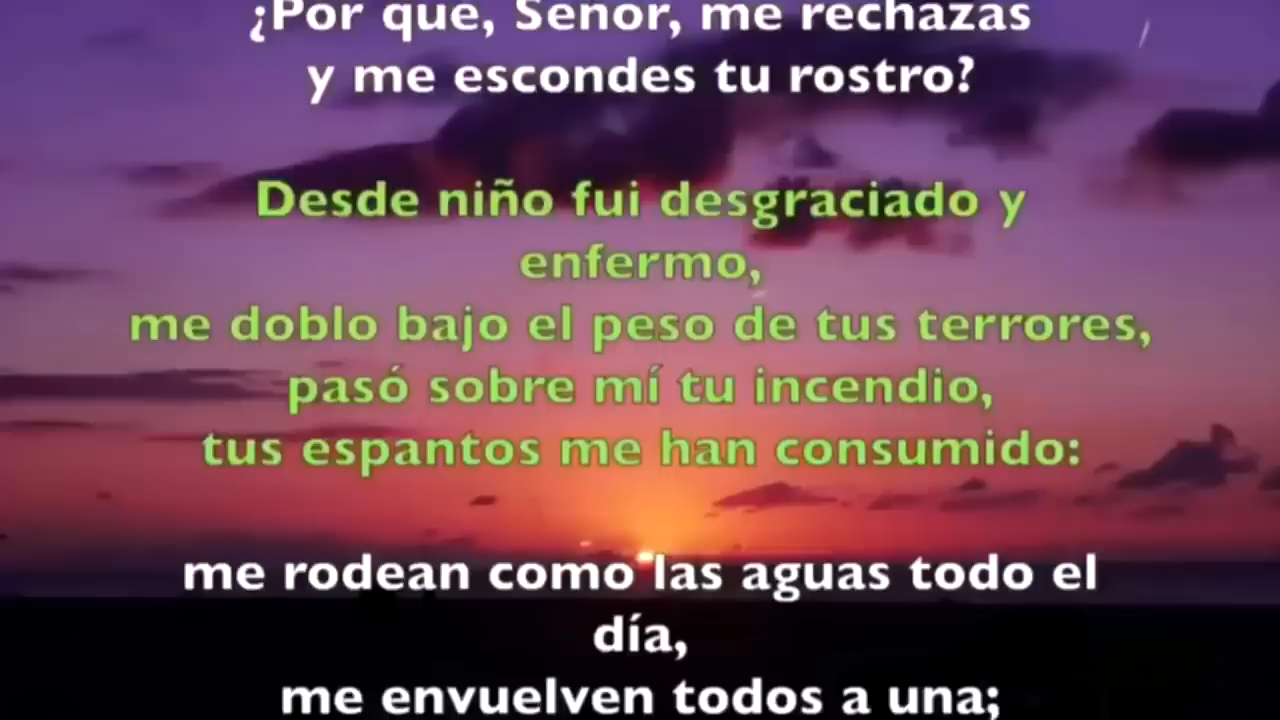 ¿Por que, Señor, me rechazas
y me escondes tu rostro?
Desde niño fui desgraciado y
enfermo,
me doblo bajo el peso de tus terrores,
pasó sobre mí tu incendio,
tus espantos me han consumido:
me rodean como las aguas todo el
día,
me envuelven todos a una;